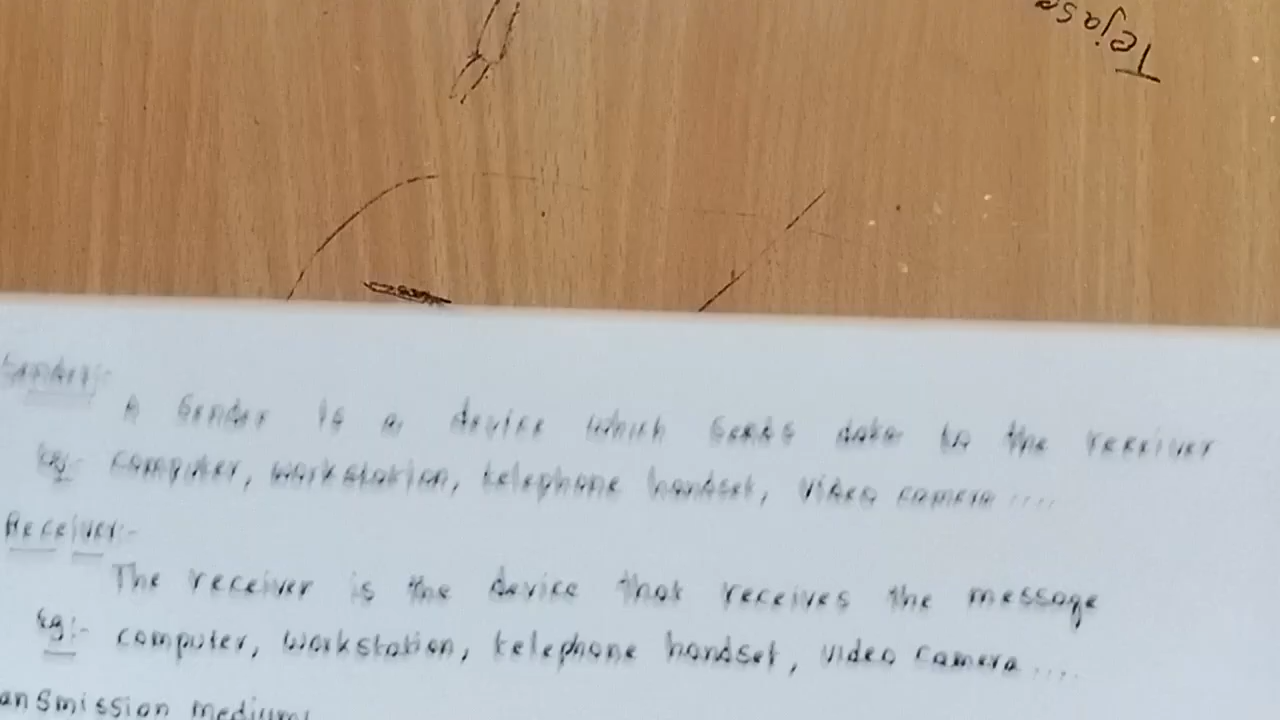 Tejas
Sender:-
A Sender is a device which sends data to the receiver
Eg:- computer, workstation, telephone handset, video camera ....
Receiver:-
The receiver is the device that receives the message
Eg:- computer, workstation, telephone handset, video camera ....
ansmission medium: